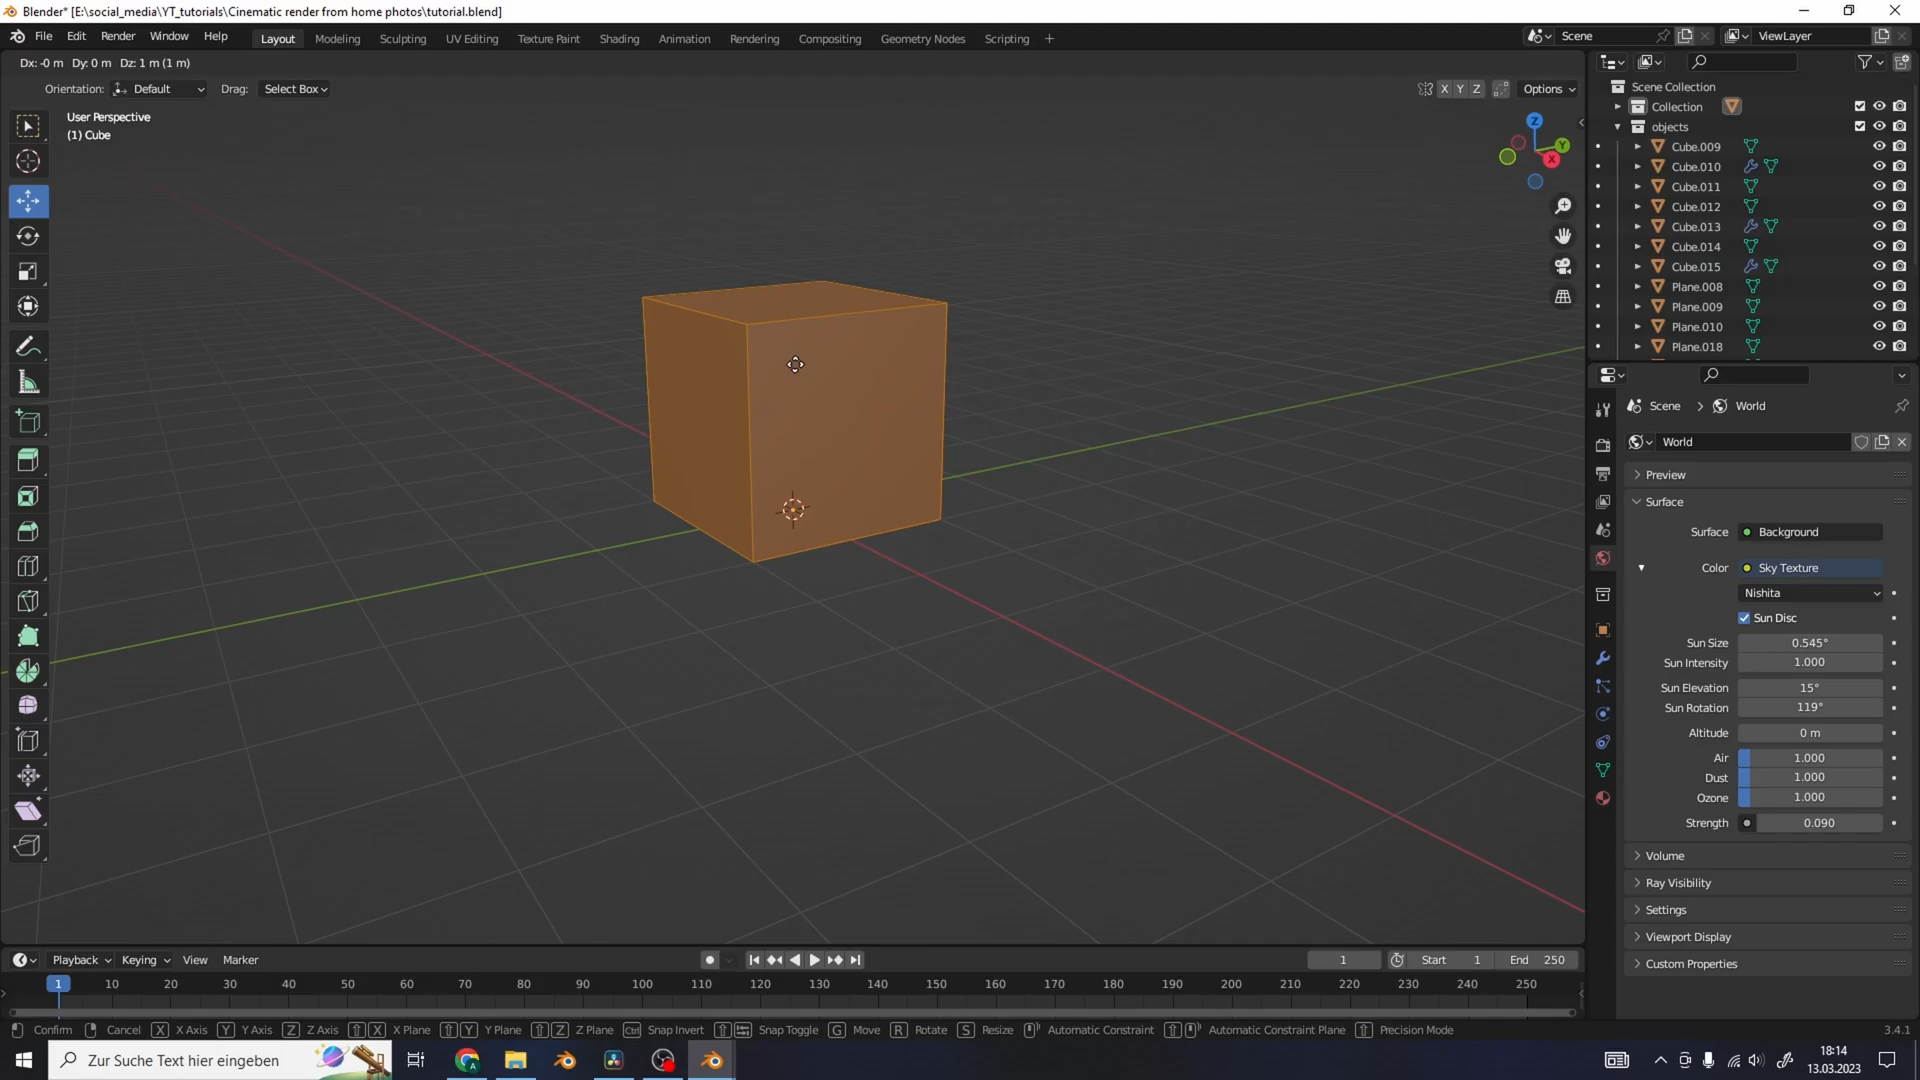 Blender* [E:\social_media\YT_tutorials\Cinematic render from home photos\tutorial.blend]
File Edit Render Window Help Layout Modeling Sculpting UV Editing Texture Paint Shading Animation Rendering Compositing Geometry Nodes Scripting + Scene ViewLayer
Dx: -0 m Dy: 0 m Dz: 1 m (1 m)
Orientation: Default Drag: Select Box X Y Z Options
User Perspective
(1) Cube
Z
Y
X
Scene Collection
Collection
objects
Cube.009
Cube.010
Cube.011
Cube.012
Cube.013
Cube.014
Cube.015
Plane.008
Plane.009
Plane.010
Plane.018
Scene > World
World
Preview
Surface
Surface Background
Color Sky Texture
Nishita
Sun Disc
Sun Size 0.545°
Sun Intensity 1.000
Sun Elevation 15°
Sun Rotation 119°
Altitude 0 m
Air 1.000
Dust 1.000
Ozone 1.000
Strength 0.090
Volume
Ray Visibility
Settings
Viewport Display
Custom Properties
Playback Keying View Marker 1 Start 1 End 250
1 10 20 30 40 50 60 70 80 90 100 110 120 130 140 150 160 170 180 190 200 210 220 230 240 250
Confirm Cancel X X Axis Y Y Axis Z Z Axis X X Plane Y Y Plane Z Z Plane Ctrl Snap Invert Snap Toggle G Move R Rotate S Resize Automatic Constraint Automatic Constraint Plane Precision Mode 3.4.1
Zur Suche Text hier eingeben
18:14
13.03.2023